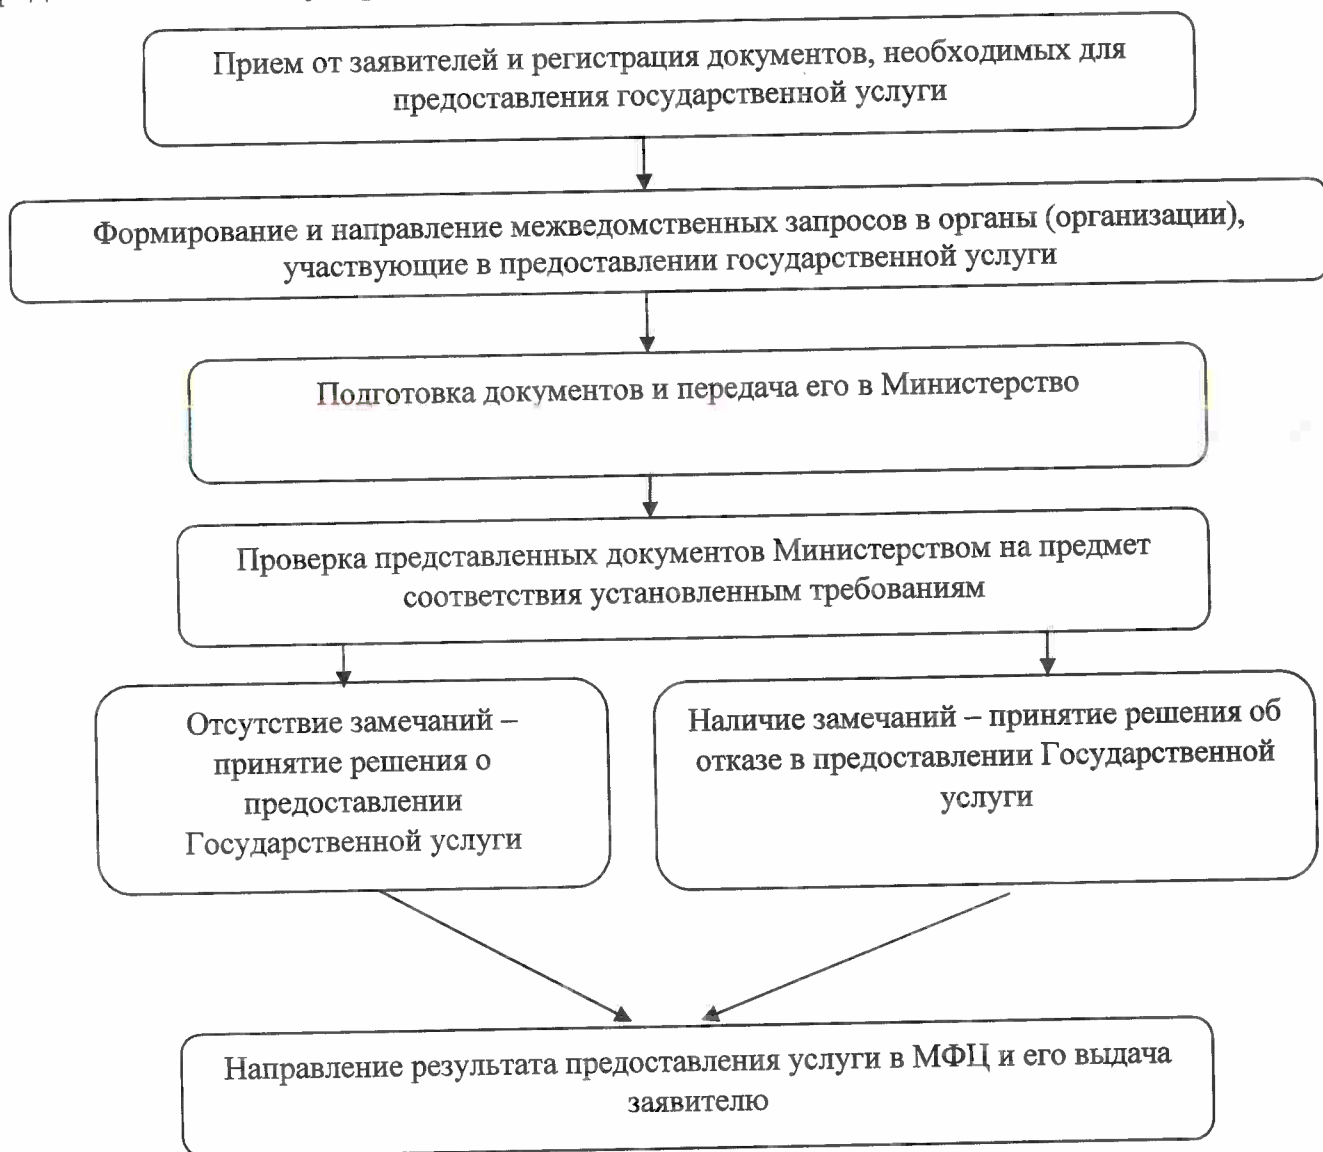 Прием от заявителей и регистрация документов, необходимых для
предоставления государственной услуги
Формирование и направление межведомственных запросов в органы (организации),
участвующие в предоставлении государственной услуги
Подготовка документов и передача его в Министерство
Проверка представленных документов Министерством на предмет
соответствия установленным требованиям
Отсутствие замечаний –
принятие решения о
предоставлении
Государственной услуги
Наличие замечаний – принятие решения об
отказе в предоставлении Государственной
услуги
Направление результата предоставления услуги в МФЦ и его выдача
заявителю